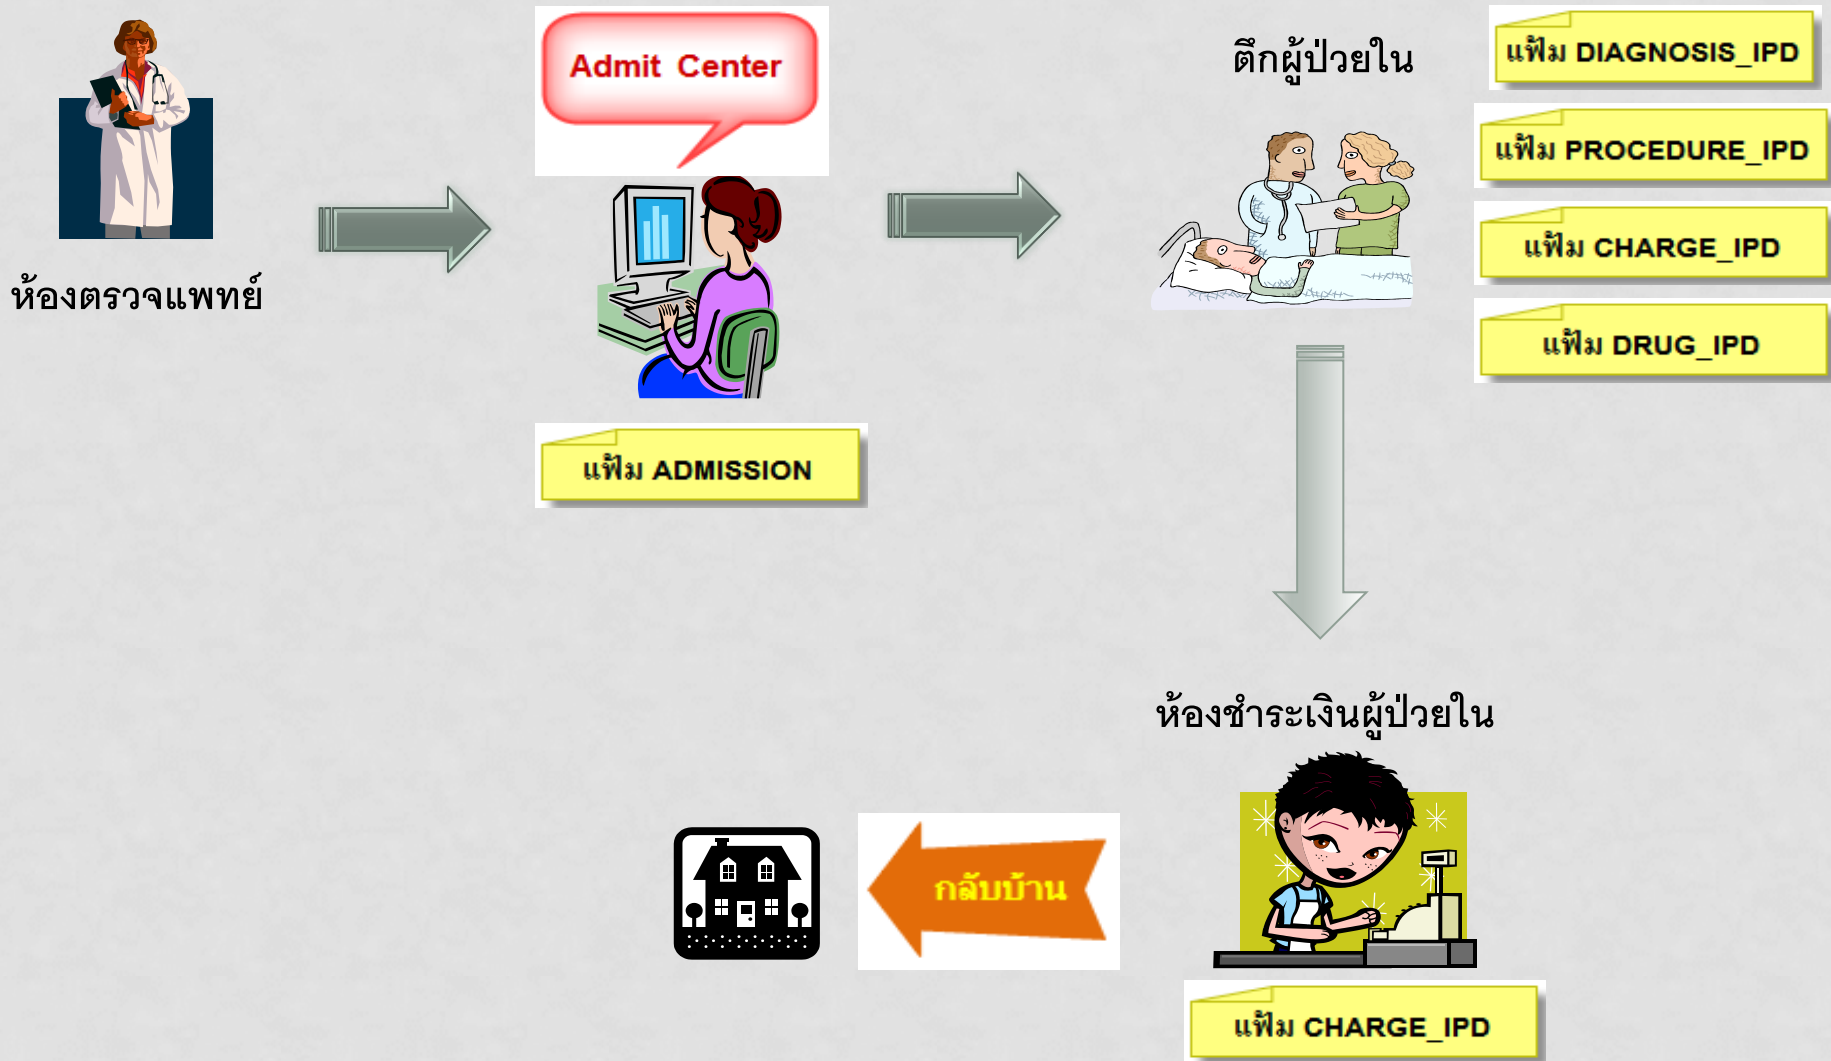 ห้องตรวจแพทย์
Admit Center
แฟ้ม ADMISSION
ตึกผู้ป่วยใน
แฟ้ม DIAGNOSIS_IPD
แฟ้ม PROCEDURE_IPD
แฟ้ม CHARGE_IPD
แฟ้ม DRUG_IPD
ห้องชำระเงินผู้ป่วยใน
กลับบ้าน
แฟ้ม CHARGE_IPD